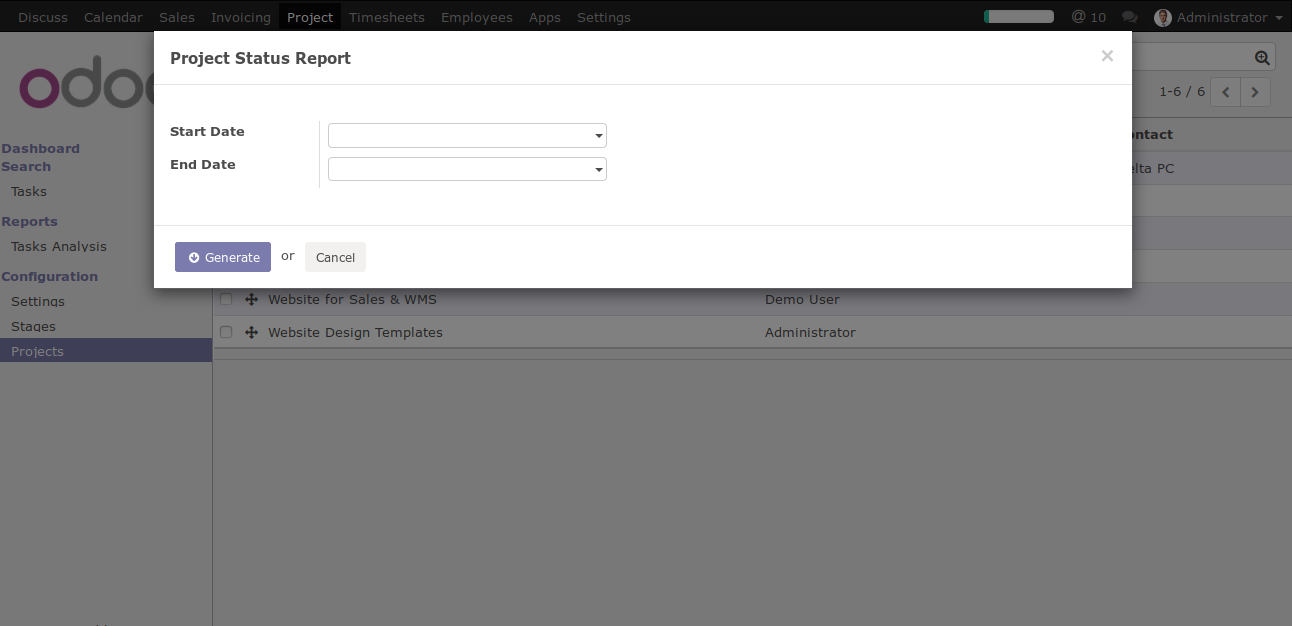 Discuss Calendar Sales Invoicing Project Timesheets Employees Apps Settings @ 10 Administrator
Project Status Report ×
odoo
1-6 / 6
Start Date
End Date
Generate or Cancel
Dashboard
Search
Tasks
Reports
Tasks Analysis
Configuration
Settings
Stages
Projects
ontact
elta PC
Website for Sales & WMS Demo User
Website Design Templates Administrator